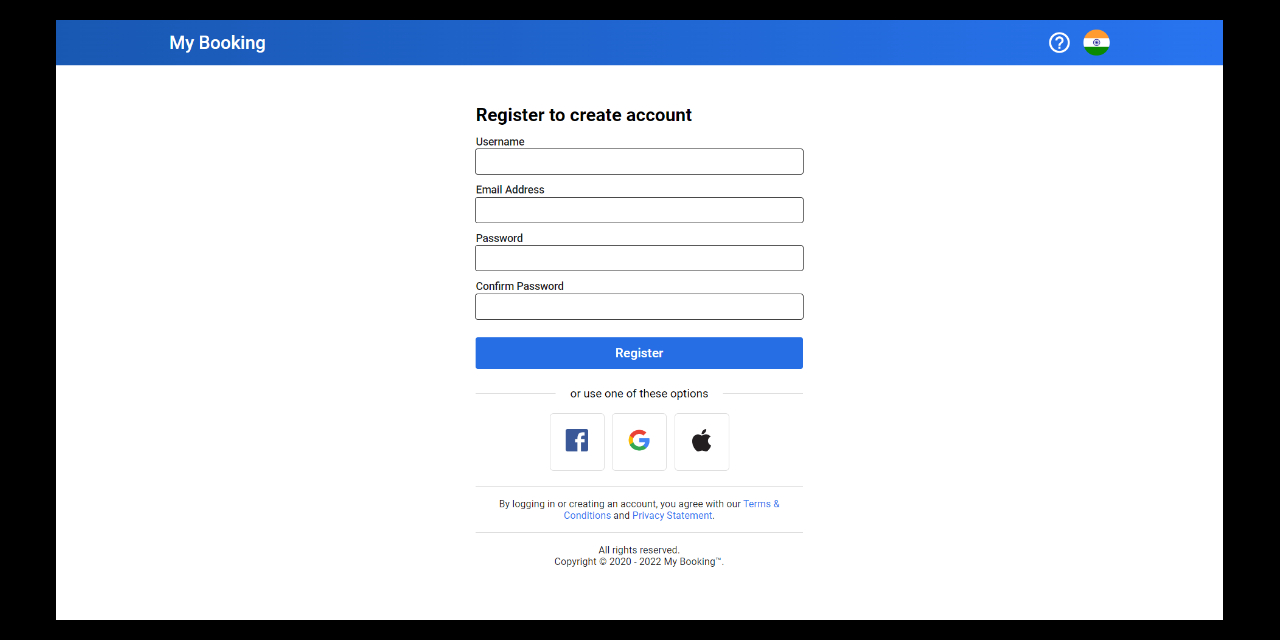 My Booking
Register to create account
Username
Email Address
Password
Confirm Password
Register
or use one of these options
By logging in or creating an account, you agree with our Terms &
Conditions and Privacy Statement.
All rights reserved.
Copyright © 2020 - 2022 My Booking™.